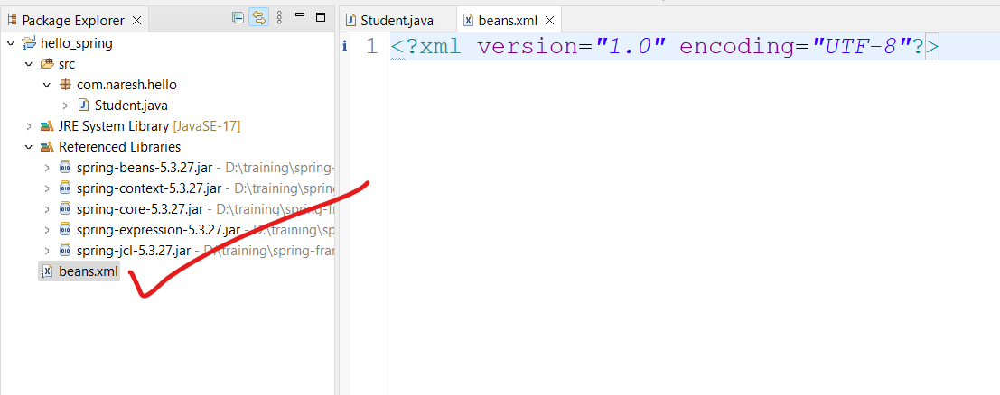 Package Explorer
hello_spring
src
com.naresh.hello
Student.java
JRE System Library [JavaSE-17]
Referenced Libraries
spring-beans-5.3.27.jar - D:\training\spring-
spring-context-5.3.27.jar - D:\training\spring
spring-core-5.3.27.jar - D:\training\spring-f
spring-expression-5.3.27.jar - D:\training\sp
spring-jcl-5.3.27.jar - D:\training\spring-fran
beans.xml
Student.java
beans.xml
1 <?xml version="1.0" encoding="UTF-8"?>